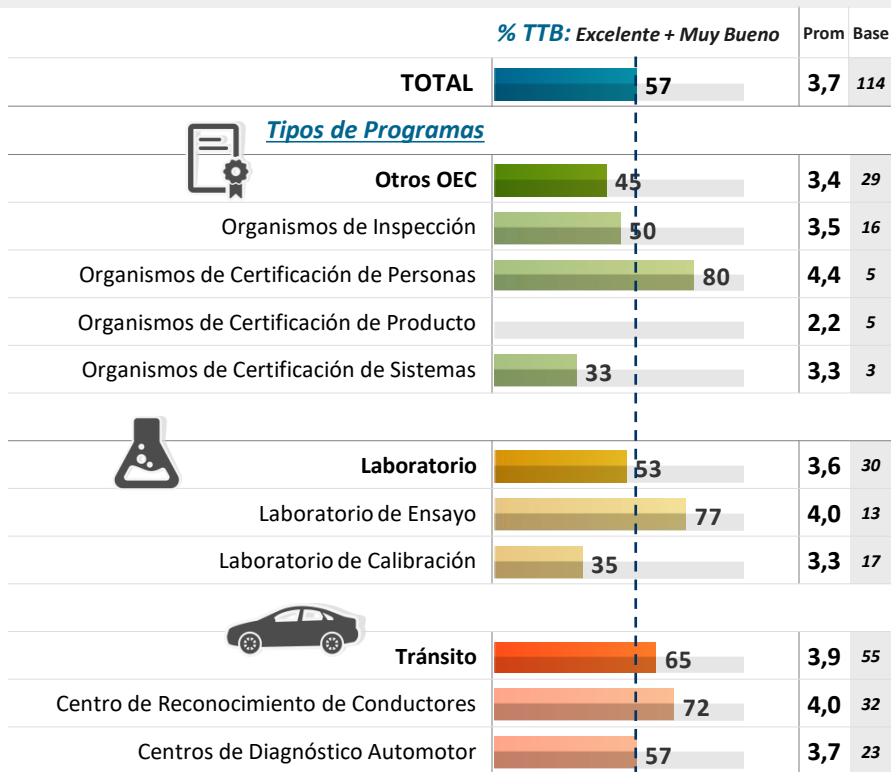 % TTB: Excelente + Muy Bueno Prom Base
TOTAL 57 3,7 114
Tipos de Programas
Otros OEC 45 3,4 29
Organismos de Inspección 50 3,5 16
Organismos de Certificación de Personas 80 4,4 5
Organismos de Certificación de Producto 2,2 5
Organismos de Certificación de Sistemas 33 3,3 3
Laboratorio 53 3,6 30
Laboratorio de Ensayo 77 4,0 13
Laboratorio de Calibración 35 3,3 17
Tránsito 65 3,9 55
Centro de Reconocimiento de Conductores 72 4,0 32
Centros de Diagnóstico Automotor 57 3,7 23